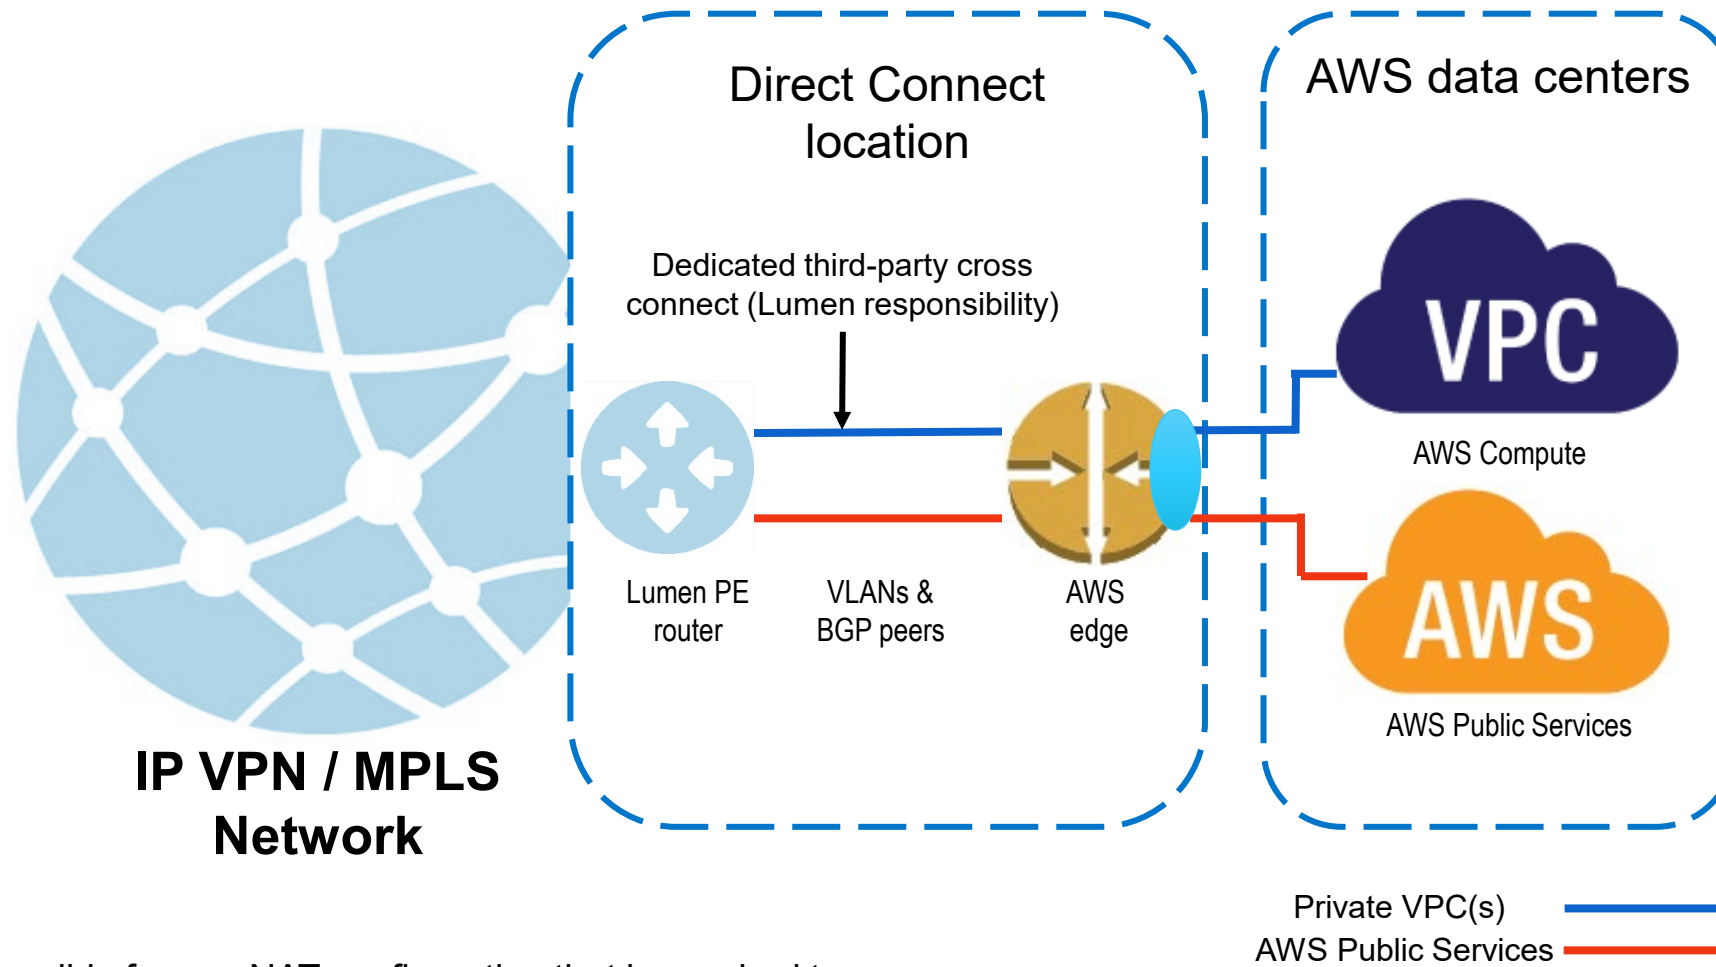 Direct Connect
location
AWS data centers
Dedicated third-party cross
connect (Lumen responsibility)
VPC
AWS Compute
Lumen PE
router
VLANs &
BGP peers
AWS
edge
AWS
AWS Public Services
IP VPN / MPLS
Network
Private VPC(s)
AWS Public Services